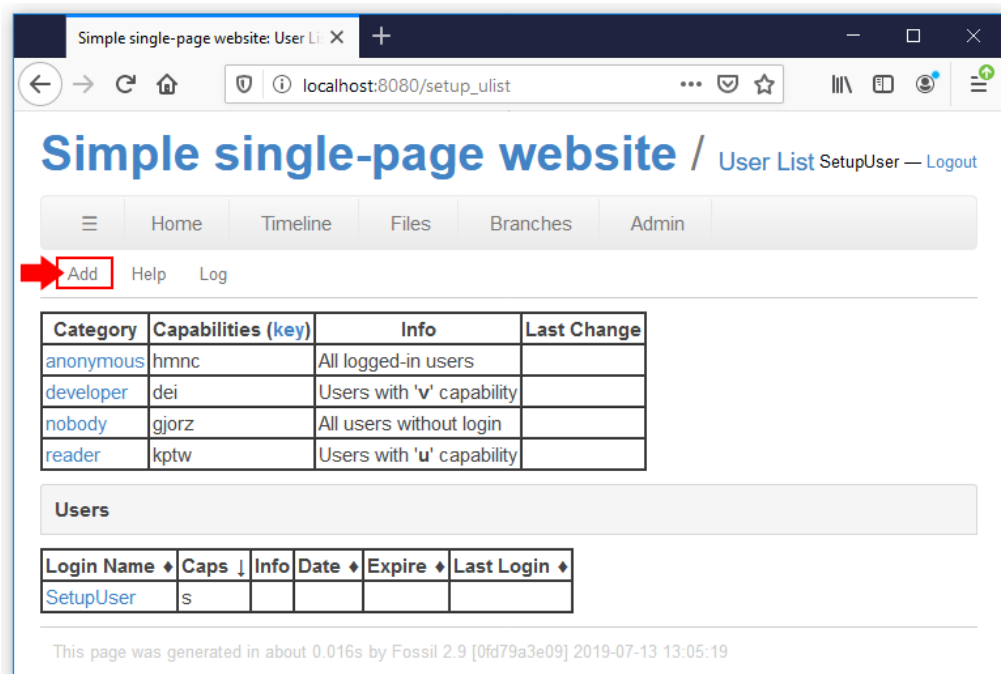 Simple single-page website: User Li
localhost:8080/setup_ulist
Simple single-page website / User List SetupUser — Logout
☰ Home Timeline Files Branches Admin
Add Help Log
Category Capabilities (key) Info Last Change
anonymous hmnc All logged-in users
developer dei Users with 'v' capability
nobody gjorz All users without login
reader kptw Users with 'u' capability
Users
Login Name Caps ↓ Info Date Expire Last Login
SetupUser s
This page was generated in about 0.016s by Fossil 2.9 [0fd79a3e09] 2019-07-13 13:05:19